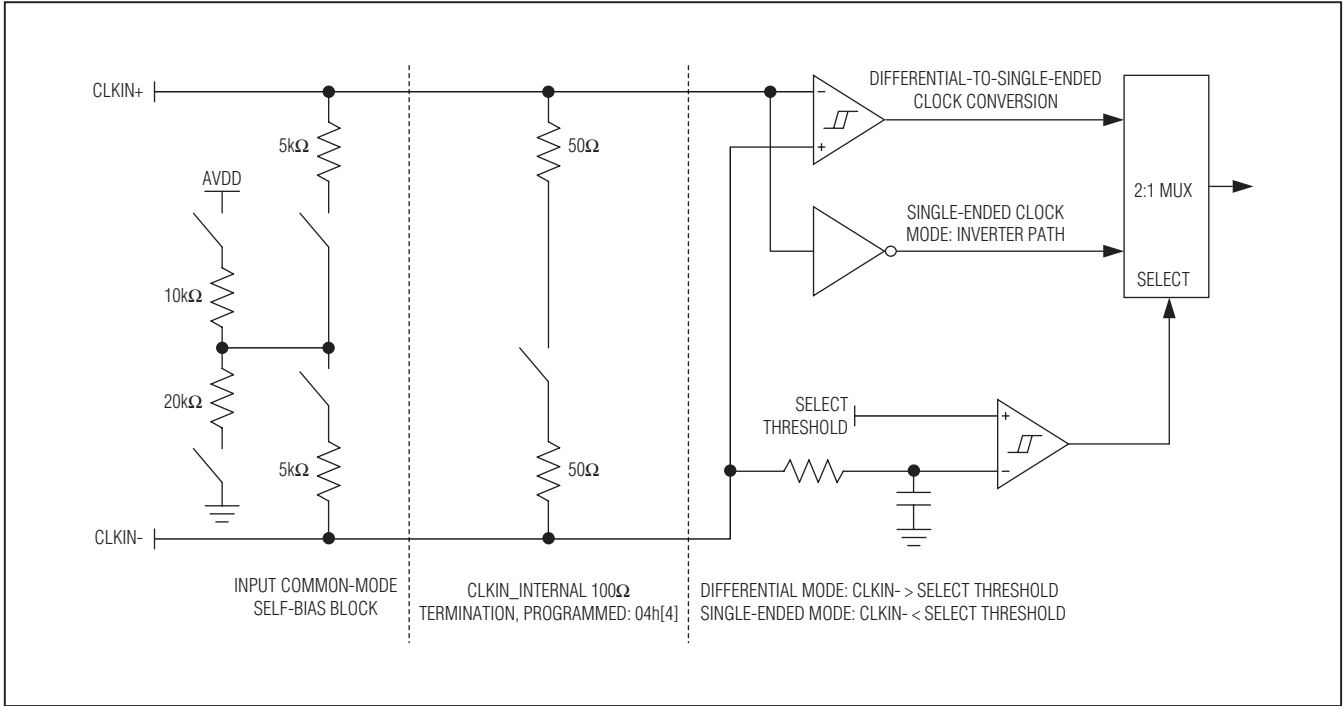 CLKIN+
5kΩ
AVDD
10kΩ
20kΩ
5kΩ
CLKIN-
INPUT COMMON-MODE
SELF-BIAS BLOCK
50Ω
50Ω
CLKIN_INTERNAL 100Ω
TERMINATION, PROGRAMMED: 04h[4]
-
+
DIFFERENTIAL-TO-SINGLE-ENDED
CLOCK CONVERSION
SINGLE-ENDED CLOCK
MODE: INVERTER PATH
2:1 MUX
SELECT
SELECT
THRESHOLD
+
-
DIFFERENTIAL MODE: CLKIN- > SELECT THRESHOLD
SINGLE-ENDED MODE: CLKIN- < SELECT THRESHOLD